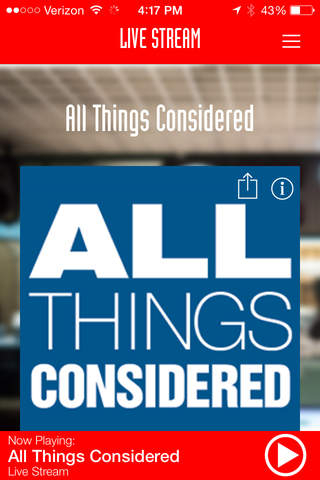 Verizon 4:17 PM 43%
LIVE STREAM
All Things Considered
ALL
THINGS
CONSIDERED
Now Playing:
All Things Considered
Live Stream